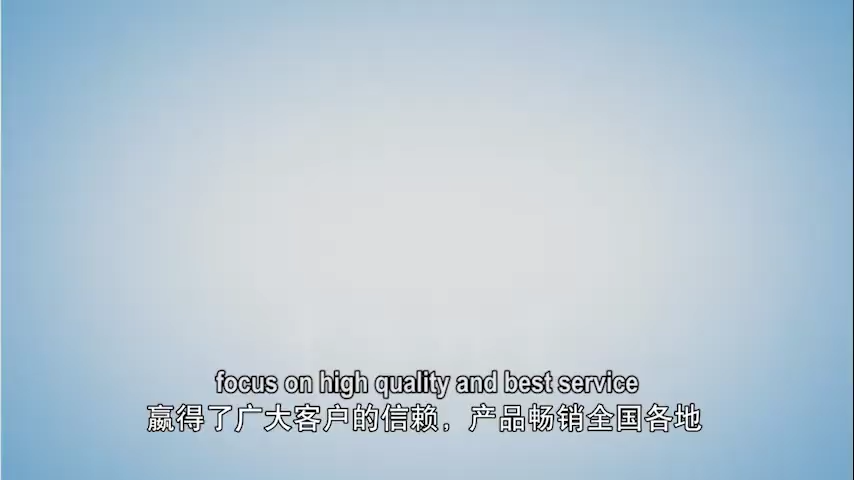 focus on high quality and best service
赢得了广大客户的信赖，产品畅销全国各地